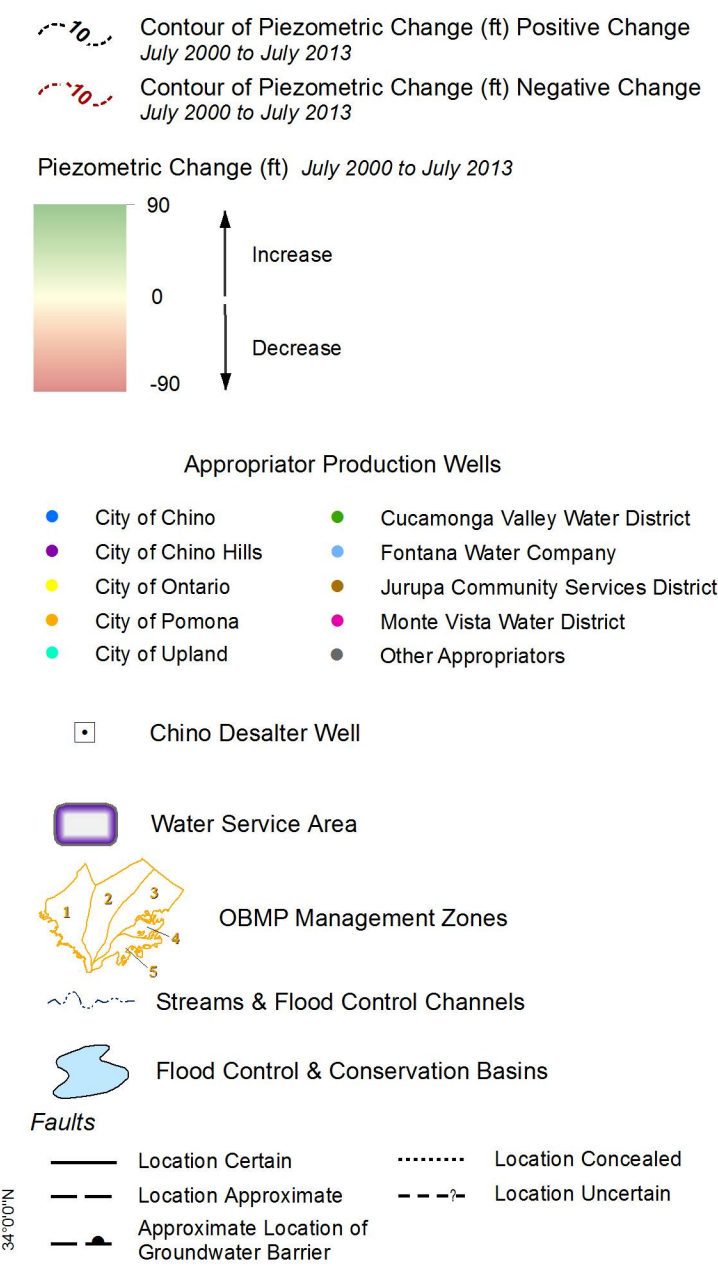 10
Contour of Piezometric Change (ft) Positive Change
July 2000 to July 2013
-10
Contour of Piezometric Change (ft) Negative Change
July 2000 to July 2013
Piezometric Change (ft) July 2000 to July 2013
90
Increase
0
Decrease
-90
Appropriator Production Wells
City of Chino
City of Chino Hills
City of Ontario
City of Pomona
City of Upland
Cucamonga Valley Water District
Fontana Water Company
Jurupa Community Services District
Monte Vista Water District
Other Appropriators
Chino Desalter Well
Water Service Area
1
2
3
4
5
OBMP Management Zones
Streams & Flood Control Channels
Flood Control & Conservation Basins
Faults
Location Certain
Location Approximate
Approximate Location of
Groundwater Barrier
Location Concealed
?
Location Uncertain
34°0'0"N